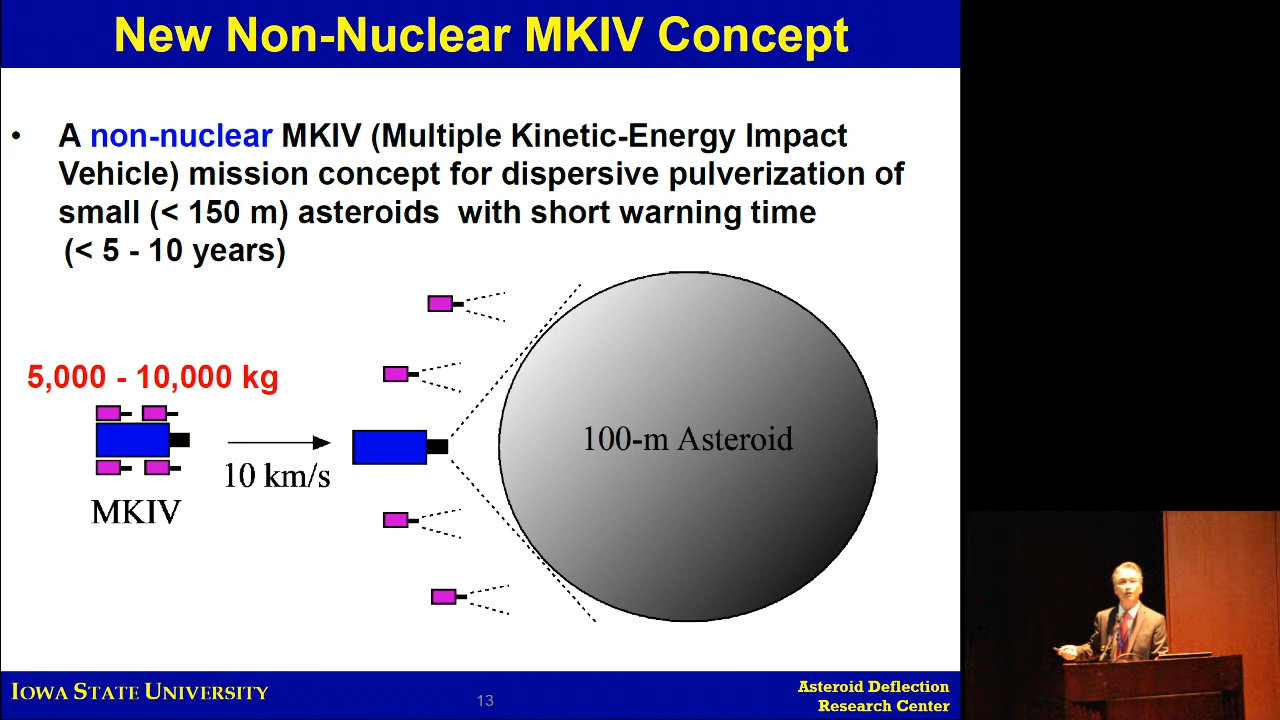 New Non-Nuclear MKIV Concept
• A non-nuclear MKIV (Multiple Kinetic-Energy Impact
Vehicle) mission concept for dispersive pulverization of
small (< 150 m) asteroids with short warning time
(< 5 - 10 years)
5,000 - 10,000 kg
10 km/s
MKIV
100-m Asteroid
IOWA STATE UNIVERSITY
13
Asteroid Deflection
Research Center